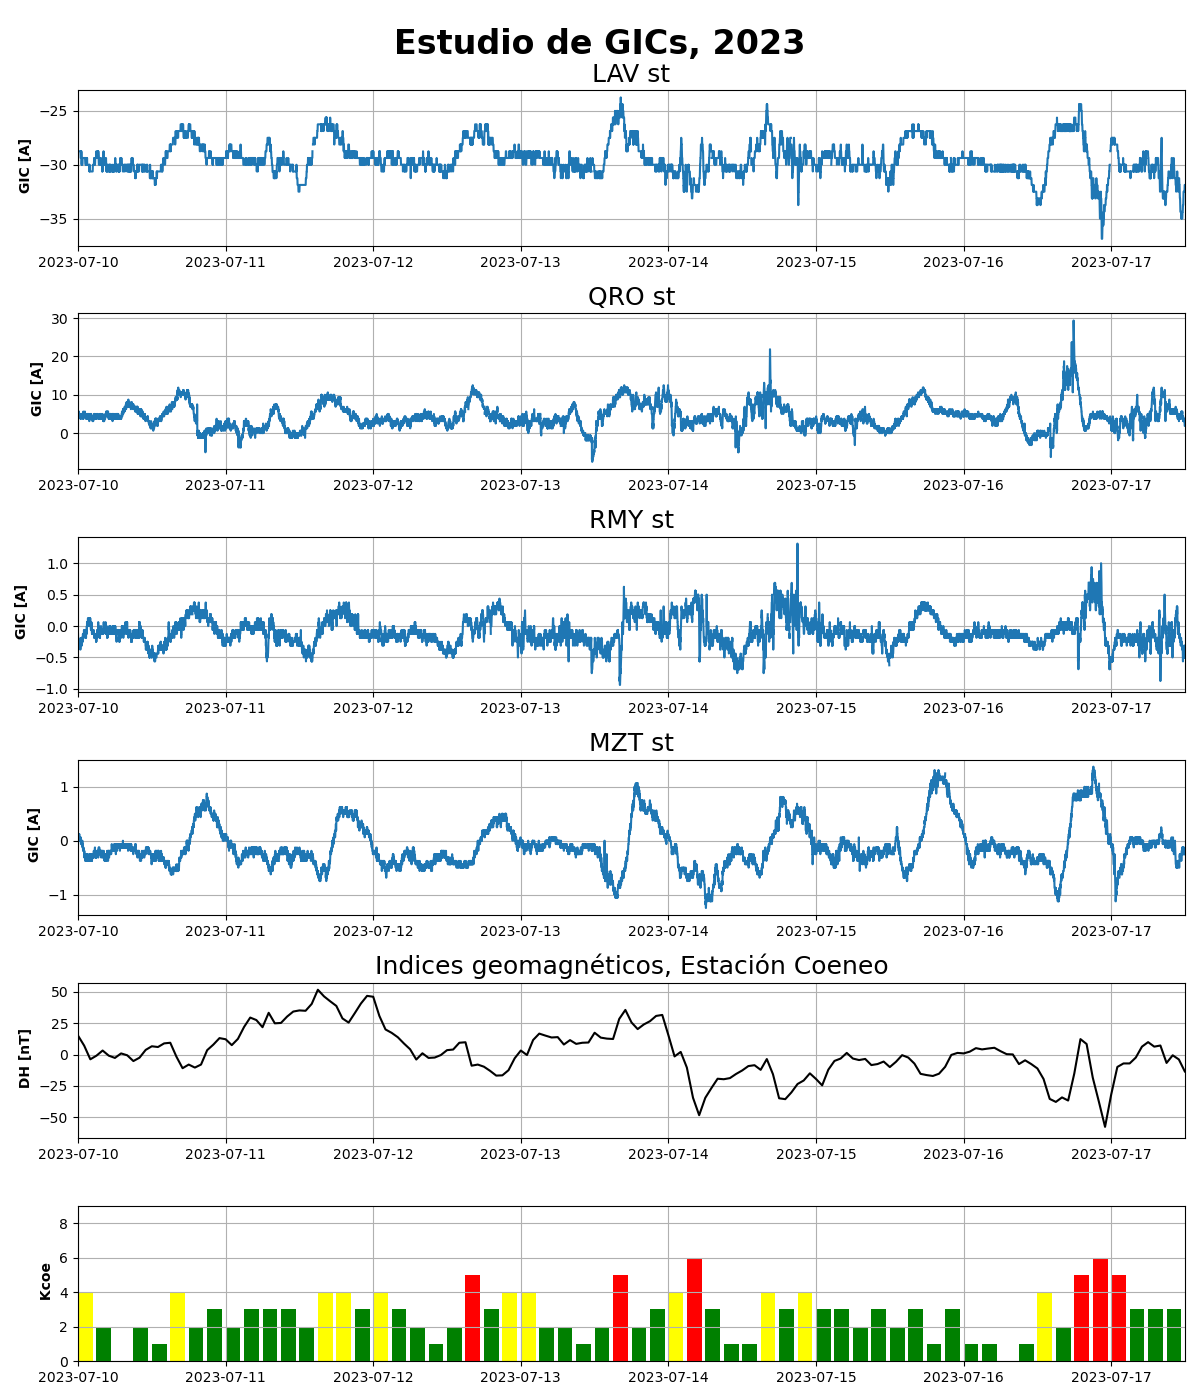 Estudio de GICs, 2023
LAV st
GIC [A]
−25
−30
−35
2023-07-10 2023-07-11 2023-07-12 2023-07-13 2023-07-14 2023-07-15 2023-07-16 2023-07-17
QRO st
GIC [A]
30
20
10
0
2023-07-10 2023-07-11 2023-07-12 2023-07-13 2023-07-14 2023-07-15 2023-07-16 2023-07-17
RMY st
GIC [A]
1.0
0.5
0.0
−0.5
−1.0
2023-07-10 2023-07-11 2023-07-12 2023-07-13 2023-07-14 2023-07-15 2023-07-16 2023-07-17
MZT st
GIC [A]
1
0
−1
2023-07-10 2023-07-11 2023-07-12 2023-07-13 2023-07-14 2023-07-15 2023-07-16 2023-07-17
Indices geomagnéticos, Estación Coeneo
DH [nT]
50
25
0
−25
−50
2023-07-10 2023-07-11 2023-07-12 2023-07-13 2023-07-14 2023-07-15 2023-07-16 2023-07-17
Kcoe
8
6
4
2
0
2023-07-10 2023-07-11 2023-07-12 2023-07-13 2023-07-14 2023-07-15 2023-07-16 2023-07-17